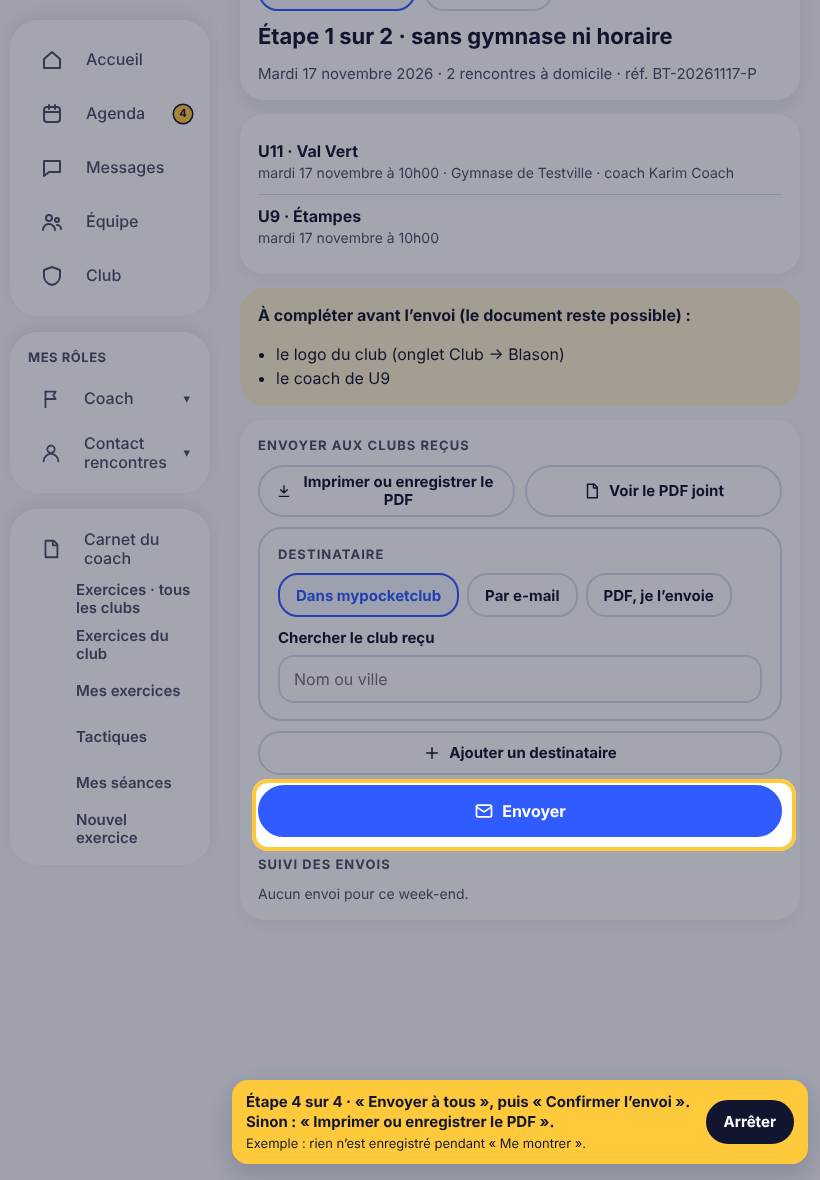 Accueil
Agenda 4
Messages
Équipe
Club
MES RÔLES
Coach ▾
Contact
rencontres ▾
Carnet du
coach
Exercices · tous
les clubs
Exercices du
club
Mes exercices
Tactiques
Mes séances
Nouvel
exercice
Étape 1 sur 2 · sans gymnase ni horaire
Mardi 17 novembre 2026 · 2 rencontres à domicile · réf. BT-20261117-P
U11 · Val Vert
mardi 17 novembre à 10h00 · Gymnase de Testville · coach Karim Coach
U9 · Étampes
mardi 17 novembre à 10h00
À compléter avant l’envoi (le document reste possible) :
• le logo du club (onglet Club → Blason)
• le coach de U9
ENVOYER AUX CLUBS REÇUS
Imprimer ou enregistrer le
PDF
Voir le PDF joint
DESTINATAIRE
Dans mypocketclub
Par e-mail
PDF, je l’envoie
Chercher le club reçu
Nom ou ville
Ajouter un destinataire
Envoyer
SUIVI DES ENVOIS
Aucun envoi pour ce week-end.
Étape 4 sur 4 · « Envoyer à tous », puis « Confirmer l’envoi ».
Sinon : « Imprimer ou enregistrer le PDF ».
Exemple : rien n’est enregistré pendant « Me montrer ».
Arrêter